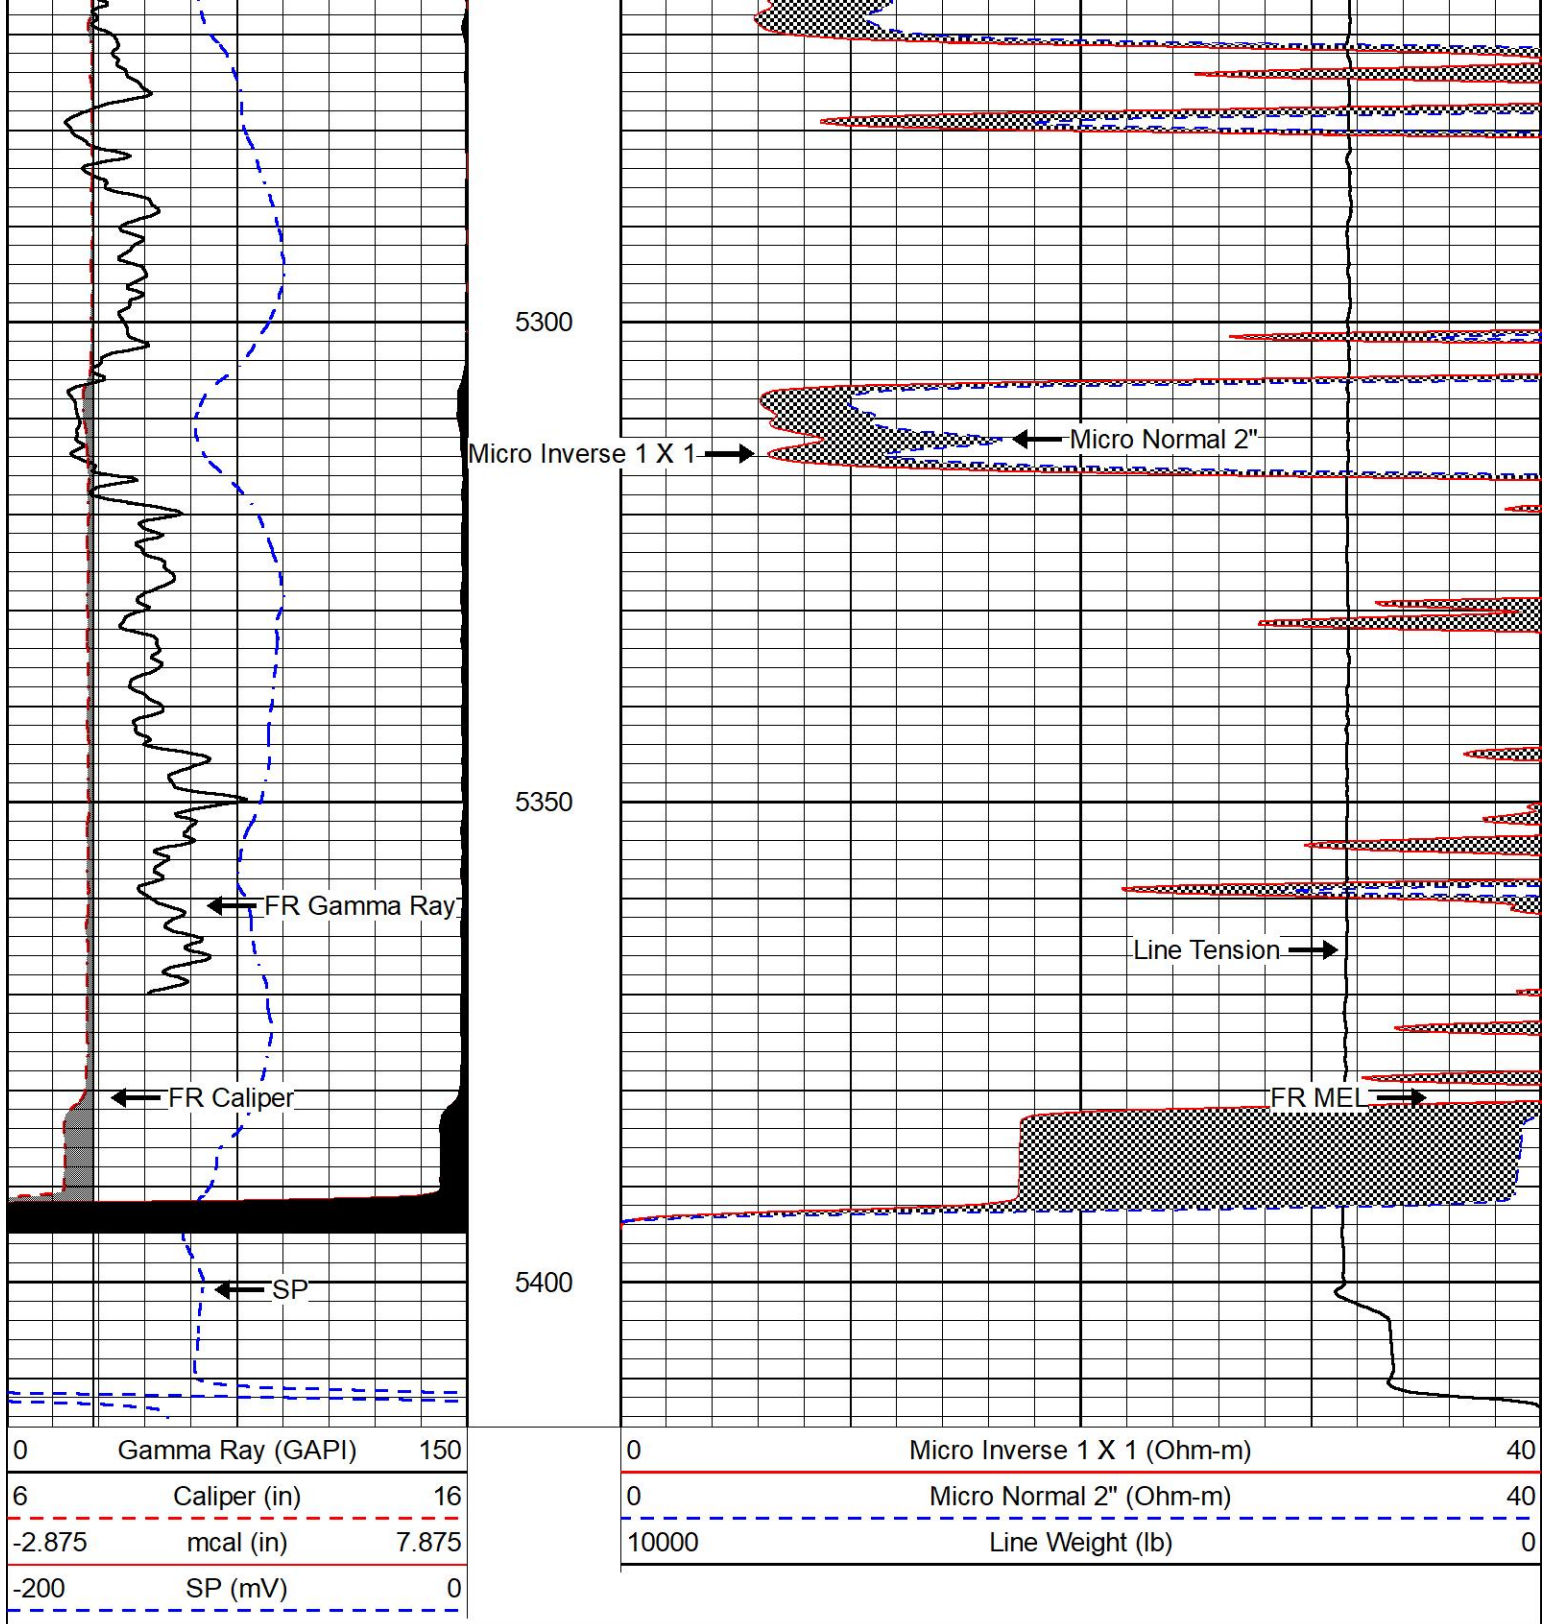 5300
Micro Normal 2"
Micro Inverse 1 X 1
5350
FR Gamma Ray
Line Tension
FR Caliper
FR MEL
5400
SP
0 Gamma Ray (GAPI) 150
6 Caliper (in) 16
-2.875 mcal (in) 7.875
-200 SP (mV) 0
0 Micro Inverse 1 X 1 (Ohm-m) 40
0 Micro Normal 2" (Ohm-m) 40
10000 Line Weight (lb) 0